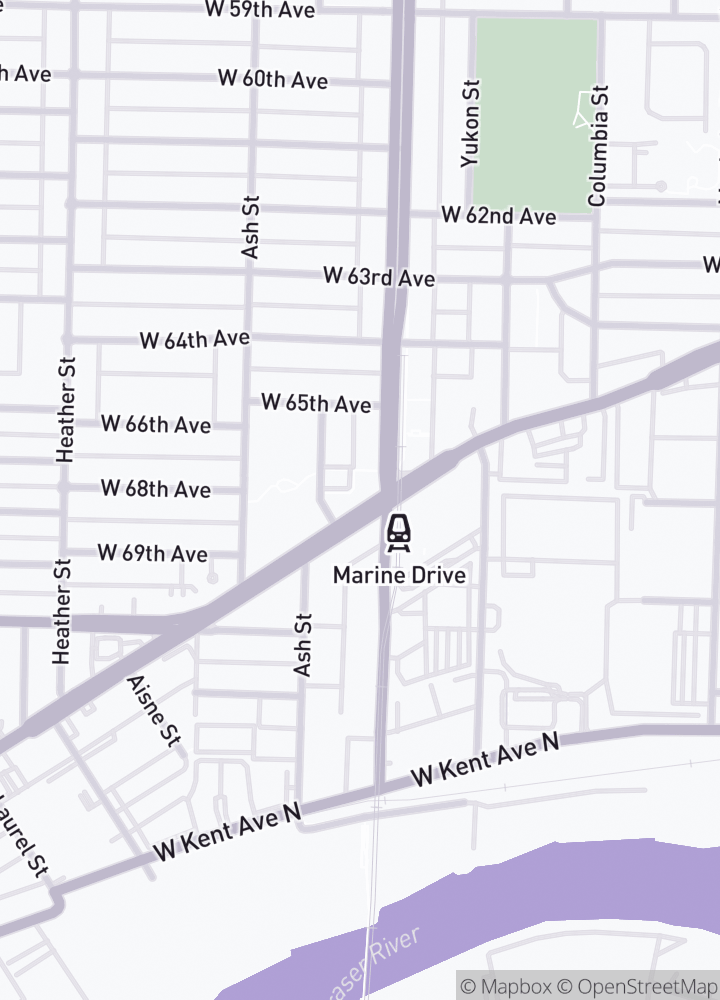 W 59th Ave
h Ave
W 60th Ave
Yukon St
Columbia St
Ash St
W 62nd Ave
W 63rd Ave
W
W 64th Ave
Heather St
W 65th Ave
W 66th Ave
W 68th Ave
W 69th Ave
Marine Drive
Heather St
Ash St
Aisne St
W Kent Ave N
Laurel St
W Kent Ave N
raser River
© Mapbox © OpenStreetMap